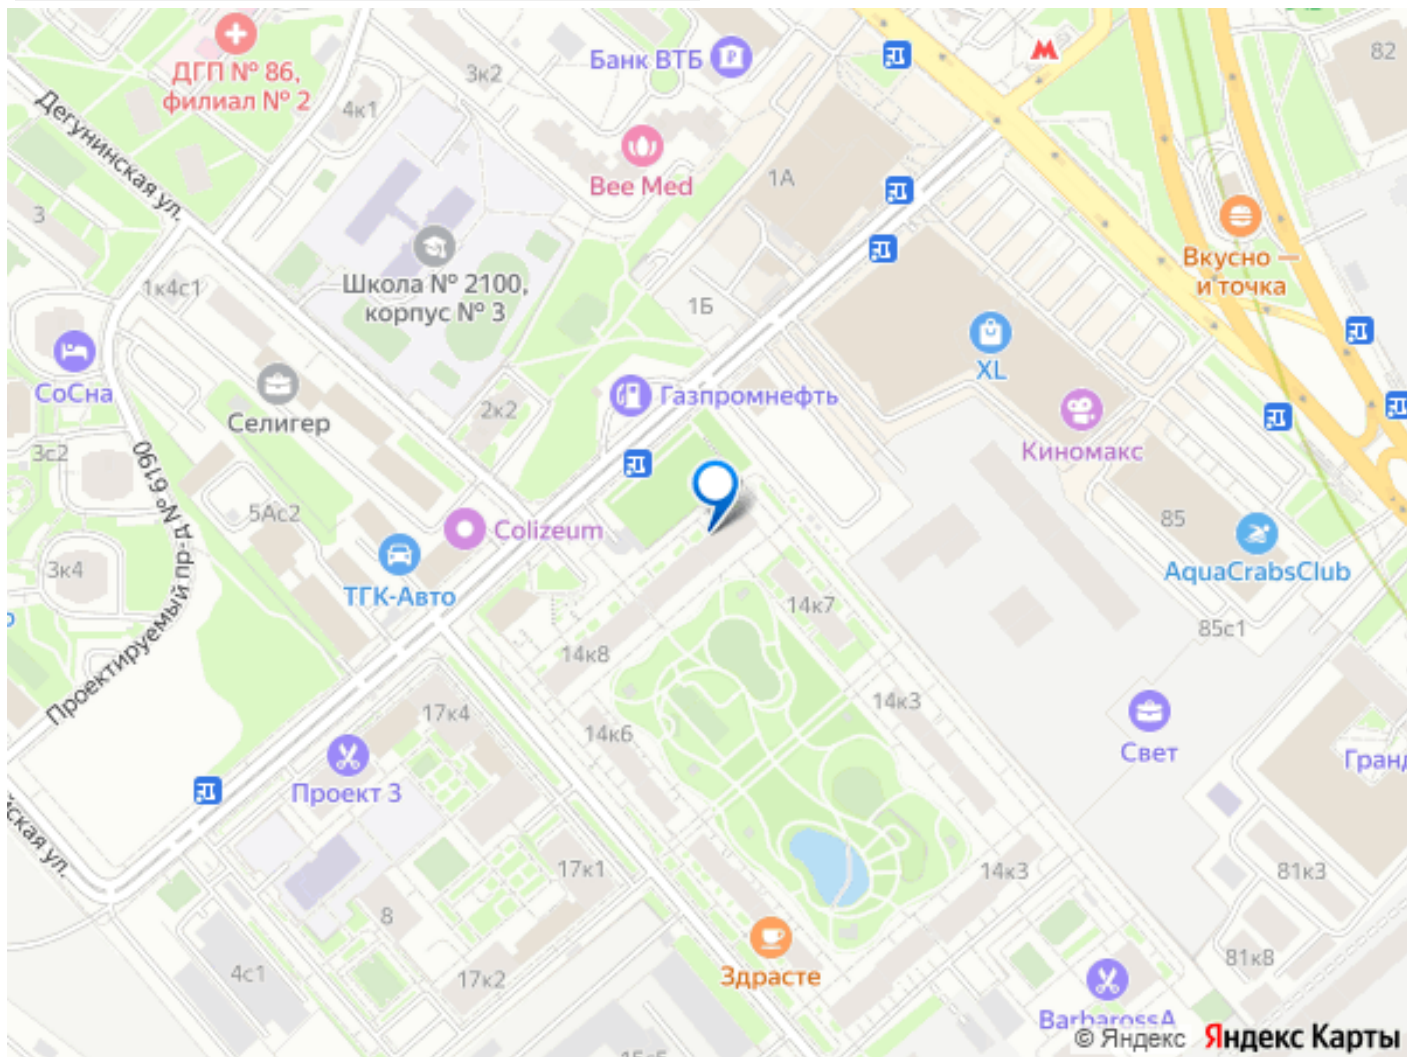 82
Банк ВТБ
3к2
ДГП № 86,
филиал № 2
4к1
Дегунинская ул.
Bee Med
1А
3
Школа № 2100,
корпус № 3
Вкусно —
и точка
1к4с1
1Б
XL
СоСна
Газпромнефть
2к2
Селигер
Киномакс
3с2
Проектируемый пр-д № 6190
5Ас2
Colizeum
85
3к4
ТГК-Авто
AquaCrabsClub
14к7
85с1
14к8
14к3
17к4
14к6
Свет
Гранд
Проект 3
ская ул.
17к1
14к3
81к3
8
4с1
17к2
Здрасте
81к8
BarbarossA
© Яндекс Яндекс Карты